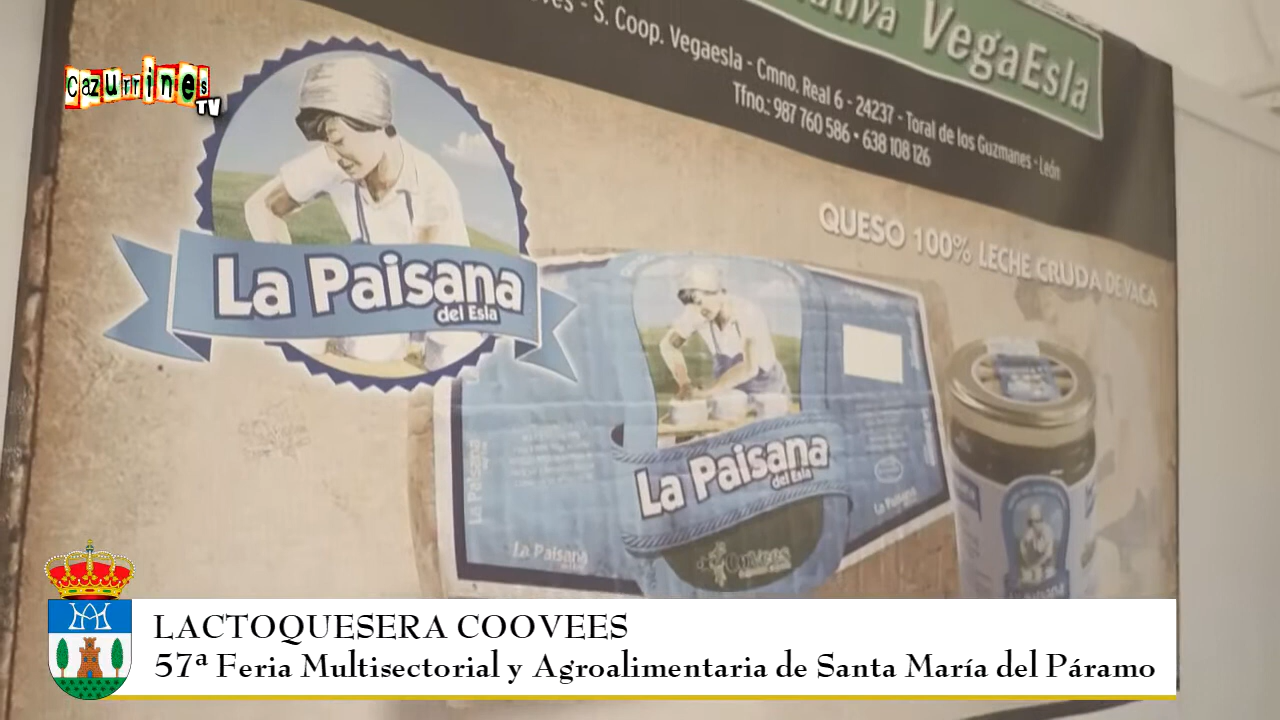 Cazurrines
TV
VegaEsla
S. Coop. Vegaesla - Cmno. Real 6 - 24237 - Toral de los Guzmanes - León
Tfno.: 987 760 586 • 638 108 126
QUESO 100% LECHE CRUDA DE VACA
La Paisana
del Esla
La Paisana
del Esla
La Paisana
La Paisana
La Paisana
LACTOQUESERA COOVEES
57ª Feria Multisectorial y Agroalimentaria de Santa María del Páramo